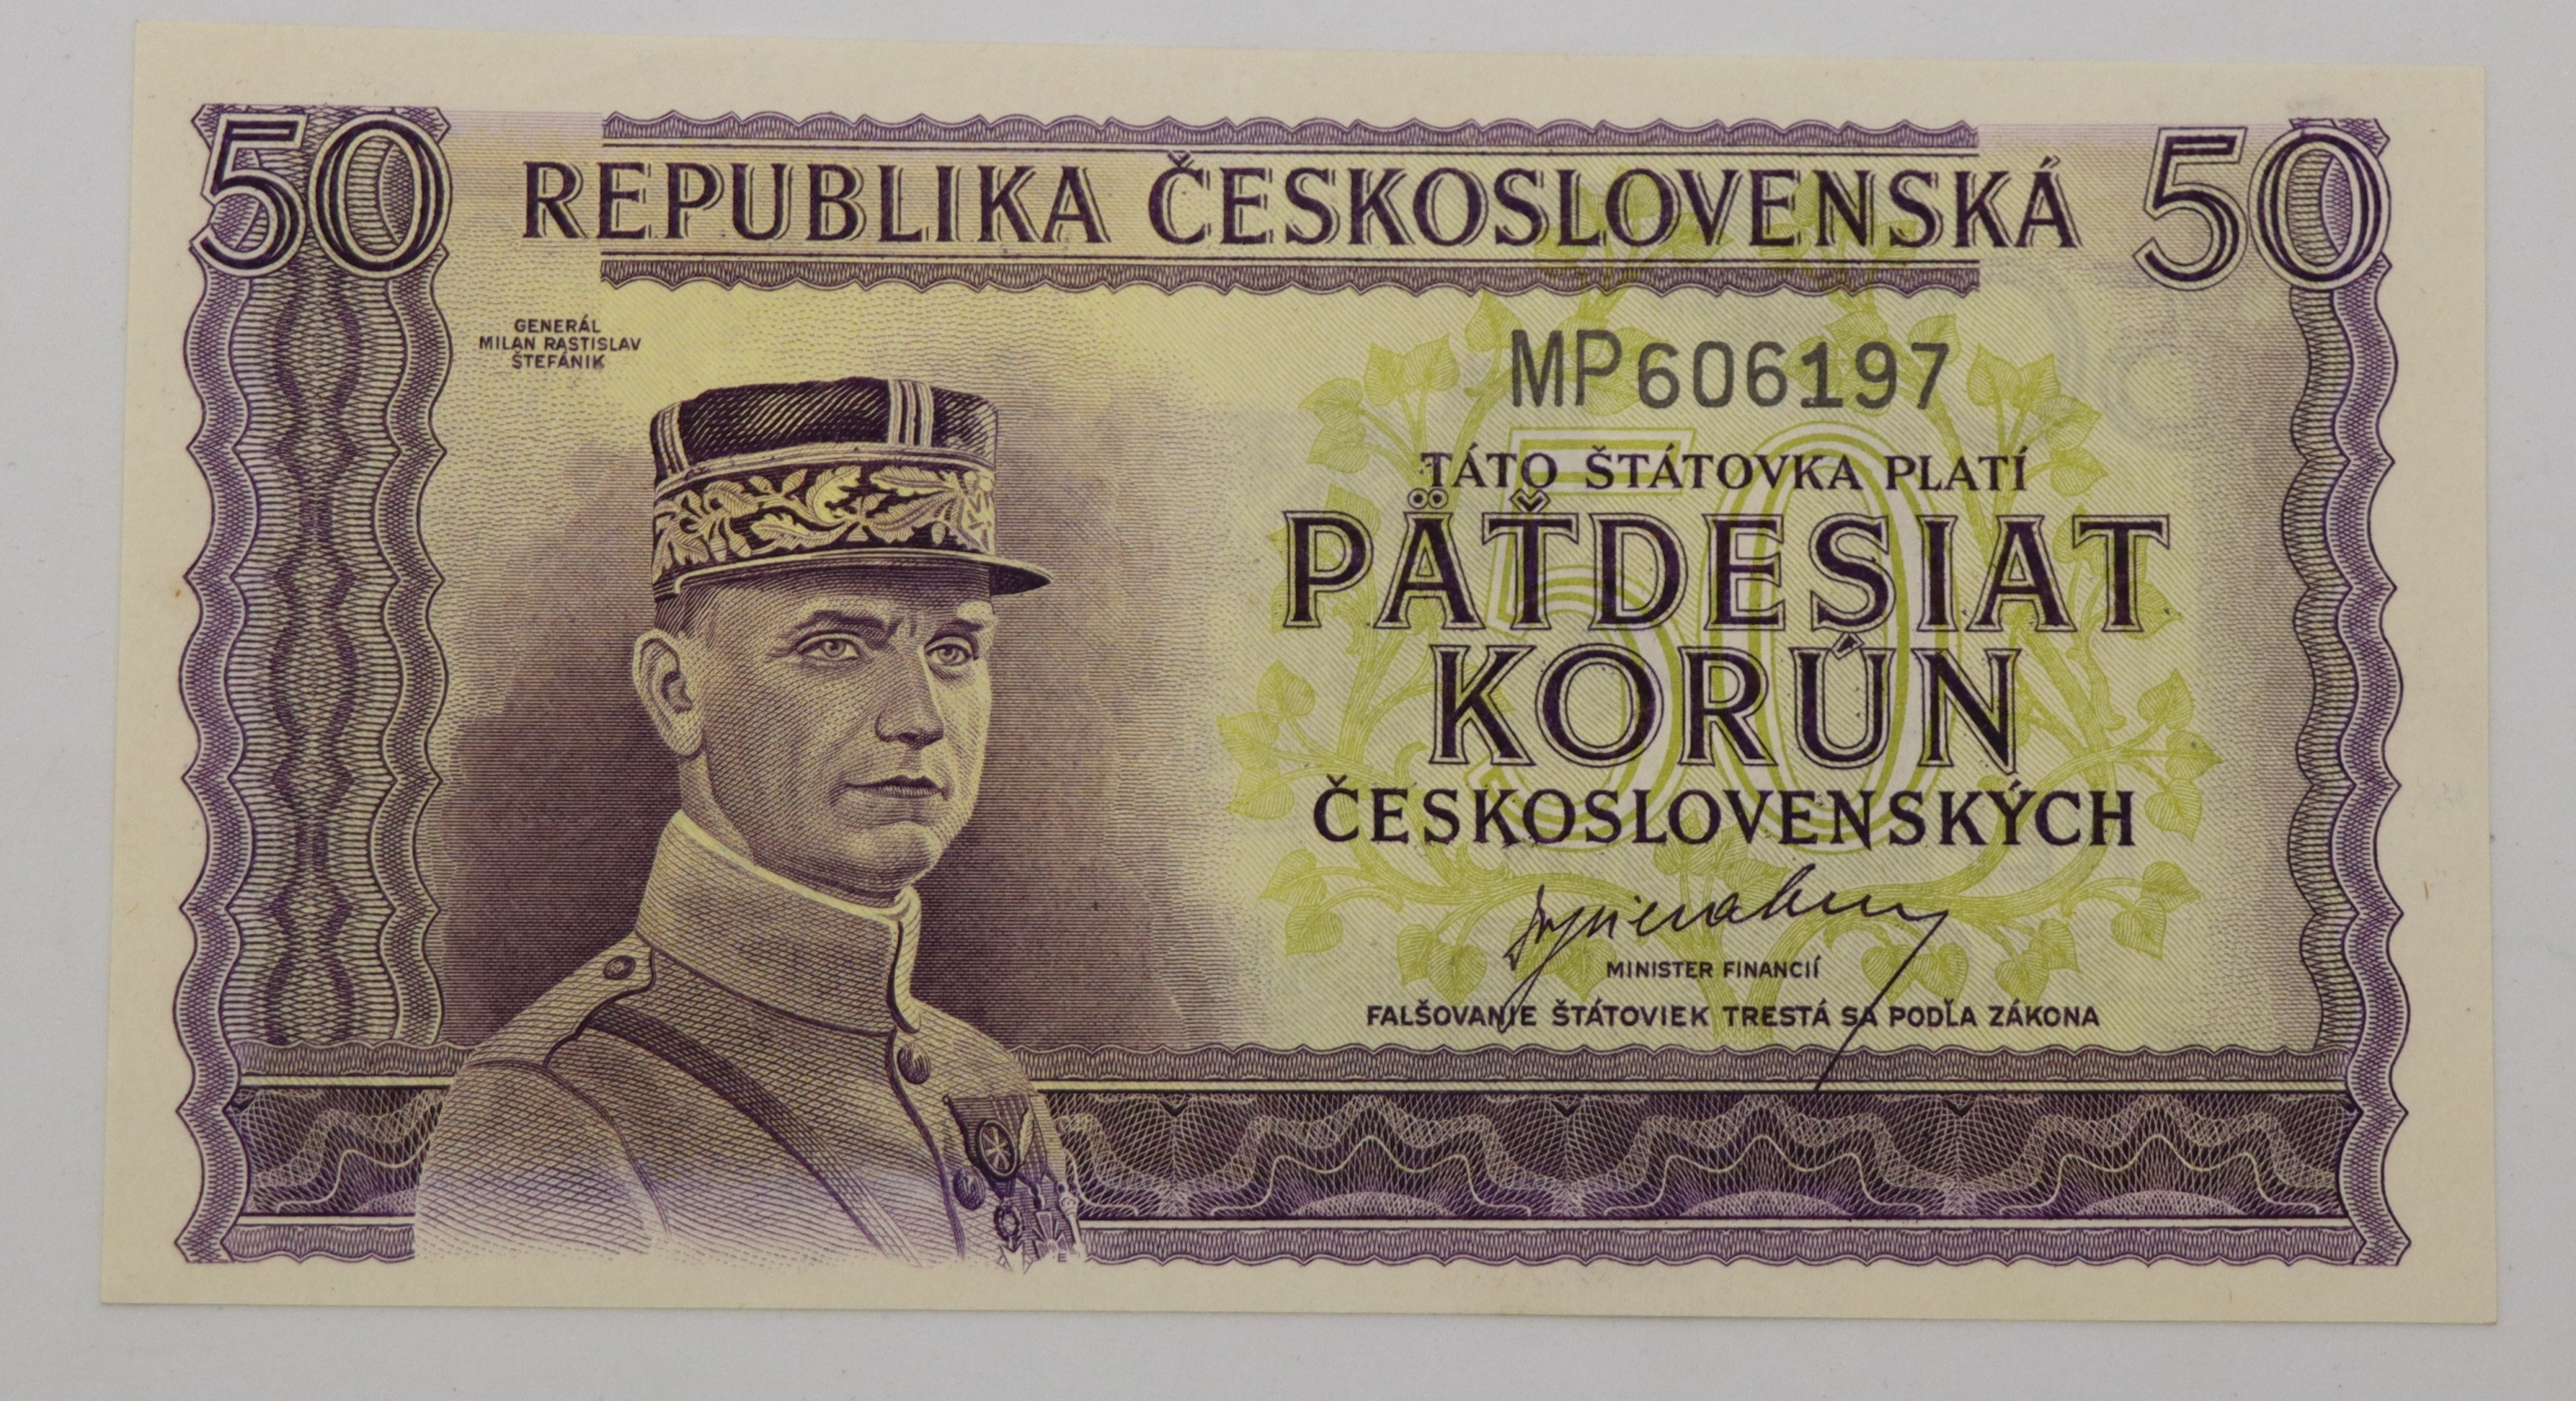 50 REPUBLIKA ČESKOSLOVENSKÁ 50
GENERÁL
MILAN RASTISLAV
ŠTEFÁNIK
MP606197
TÁTO ŠTÁTOVKA PLATÍ
50
PÄŤDESIAT
KORÚN
ČESKOSLOVENSKÝCH
MINISTER FINANCIÍ
FALŠOVANIE ŠTÁTOVIEK TRESTÁ SA PODĽA ZÁKONA
E